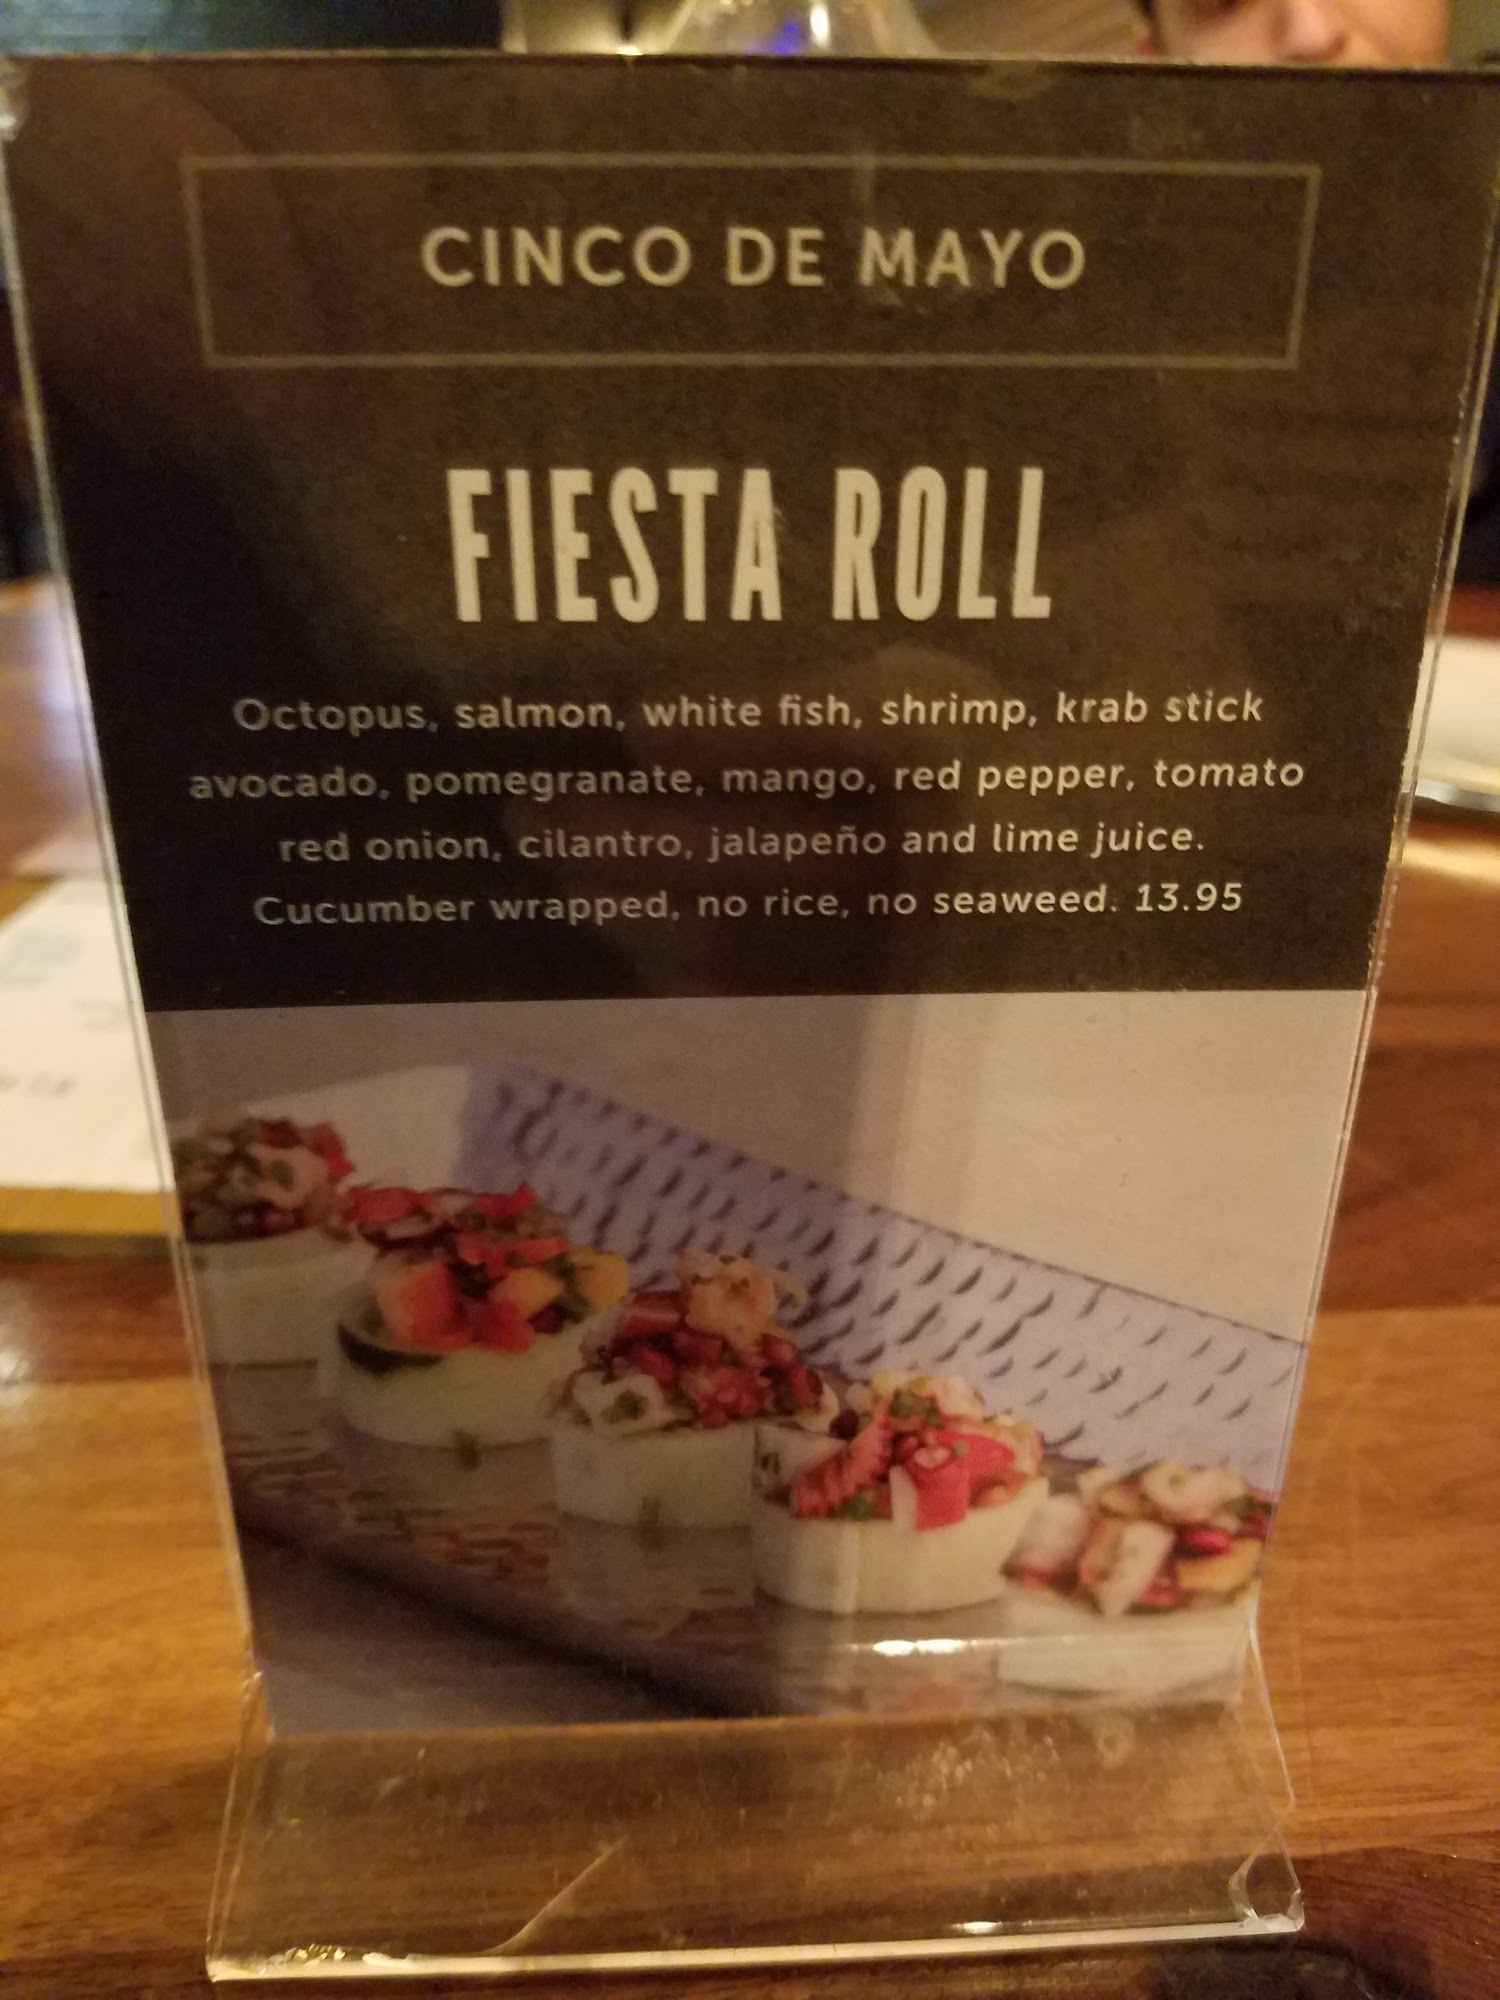 CINCO DE MAYO
FIESTA ROLL
Octopus, salmon, white fish, shrimp, krab stick
avocado, pomegranate, mango, red pepper, tomato
red onion, cilantro, jalapeño and lime juice.
Cucumber wrapped, no rice, no seaweed. 13.95